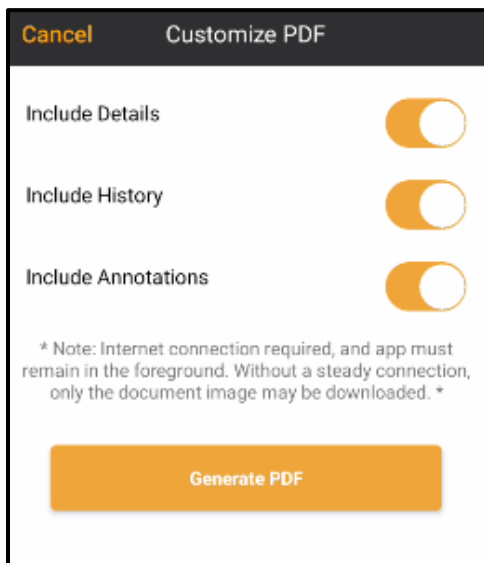 Cancel Customize PDF
Include Details
Include History
Include Annotations
* Note: Internet connection required, and app must
remain in the foreground. Without a steady connection,
only the document image may be downloaded. *
Generate PDF